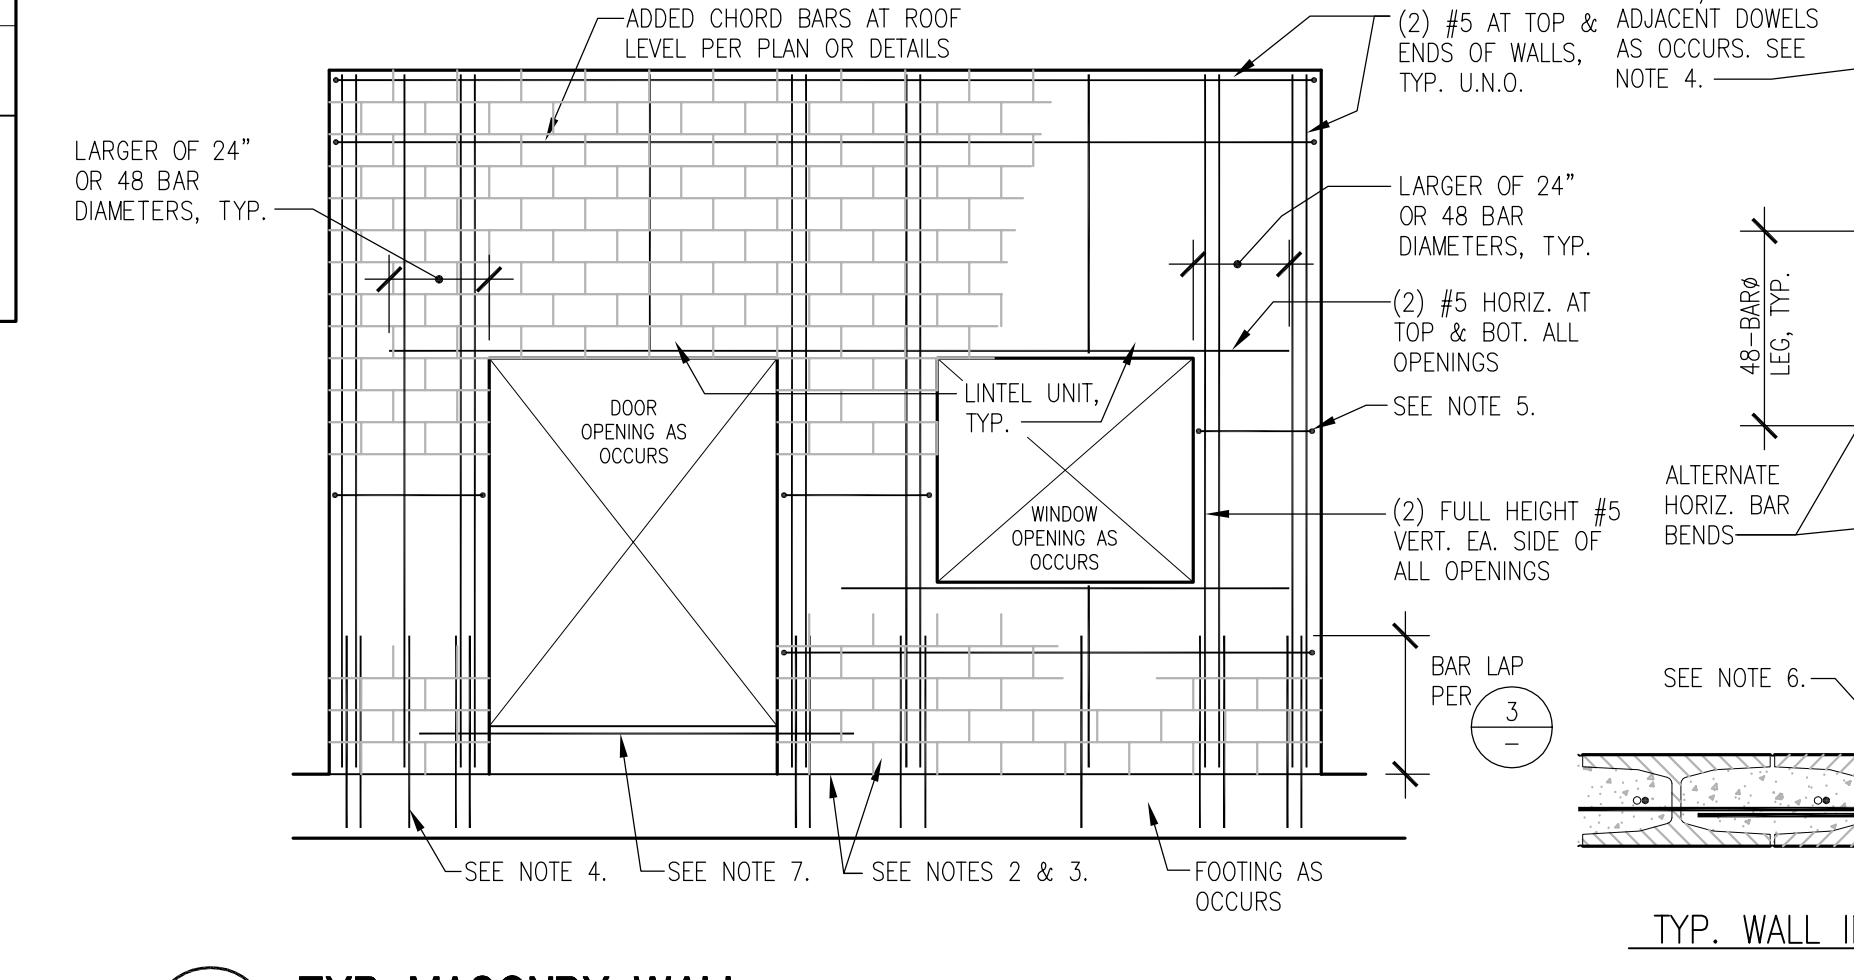 ADDED CHORD BARS AT ROOF
LEVEL PER PLAN OR DETAILS
(2) #5 AT TOP &
ENDS OF WALLS,
TYP. U.N.O.
ADJACENT DOWELS
AS OCCURS. SEE
NOTE 4.
LARGER OF 24"
OR 48 BAR
DIAMETERS, TYP.
LARGER OF 24"
OR 48 BAR
DIAMETERS, TYP.
(2) #5 HORIZ. AT
TOP & BOT. ALL
OPENINGS
48-BARø
LEG, TYP.
LINTEL UNIT,
TYP.
SEE NOTE 5.
DOOR
OPENING AS
OCCURS
WINDOW
OPENING AS
OCCURS
(2) FULL HEIGHT #5
VERT. EA. SIDE OF
ALL OPENINGS
ALTERNATE
HORIZ. BAR
BENDS
BAR LAP
PER
3
-
SEE NOTE 6.
SEE NOTE 4.
SEE NOTE 7.
SEE NOTES 2 & 3.
FOOTING AS
OCCURS
TYP. WALL
TYP. MASONRY WALL